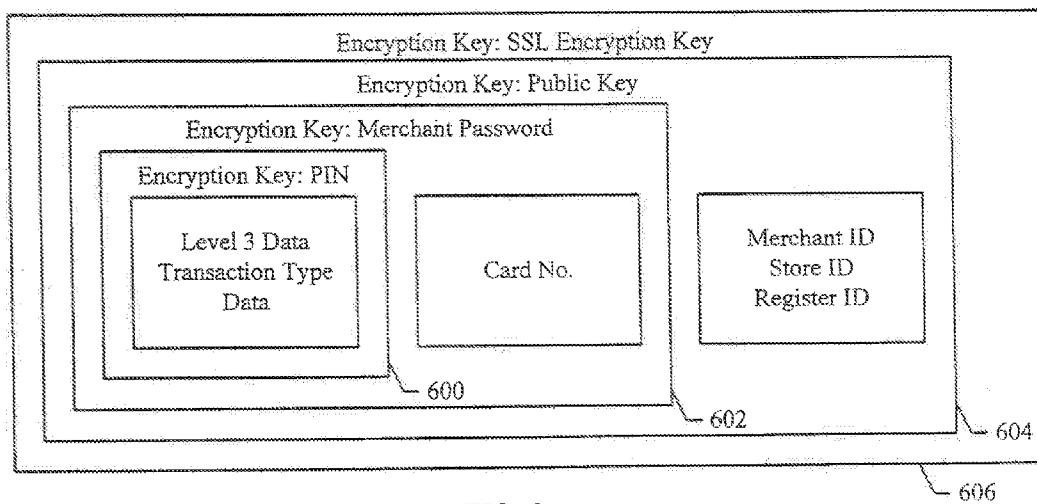 Encryption Key: SSL Encryption Key
Encryption Key: Public Key
Encryption Key: Merchant Password
Encryption Key: PIN
Level 3 Data
Transaction Type
Data
Card No.
Merchant ID
Store ID
Register ID
600
602
604
606